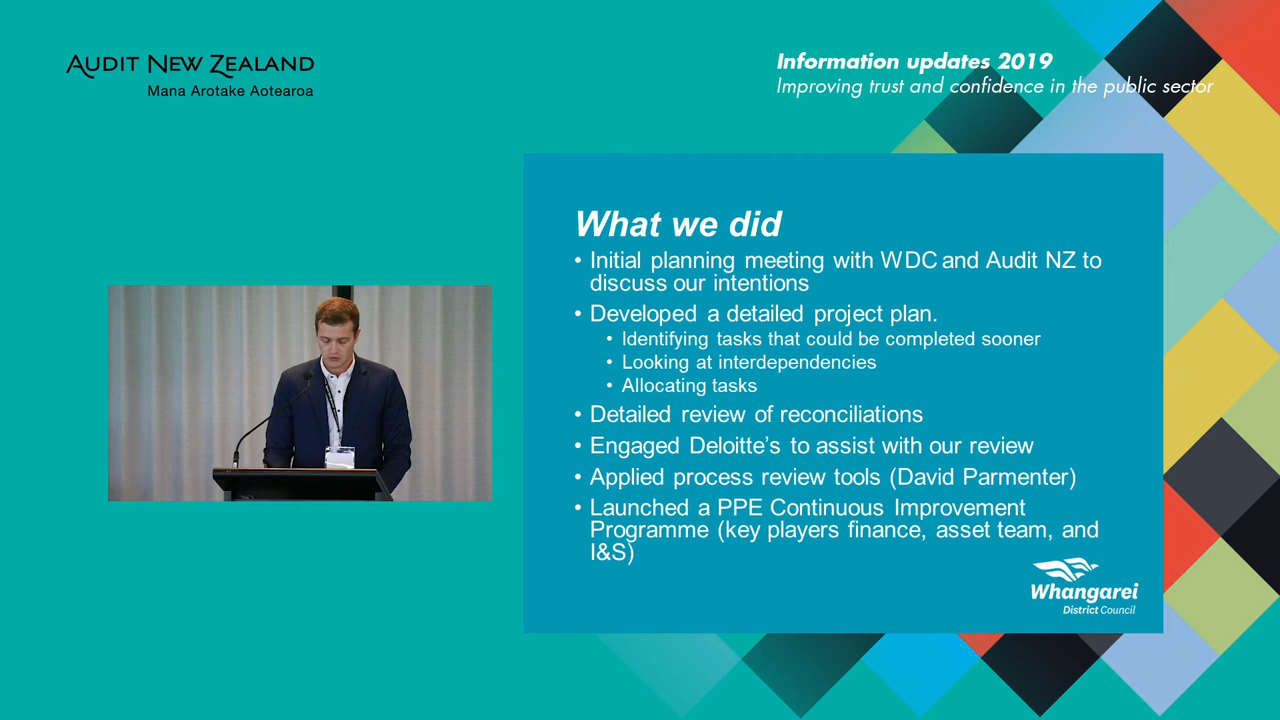 AUDIT NEW ZEALAND
Mana Arotake Aotearoa
Information updates 2019
Improving trust and confidence in the public sector
What we did
• Initial planning meeting with WDC and Audit NZ to
discuss our intentions
• Developed a detailed project plan.
• Identifying tasks that could be completed sooner
• Looking at interdependencies
• Allocating tasks
• Detailed review of reconciliations
• Engaged Deloitte's to assist with our review
• Applied process review tools (David Parmenter)
• Launched a PPE Continuous Improvement
Programme (key players finance, asset team, and
I&S)
Whangarei
District Council